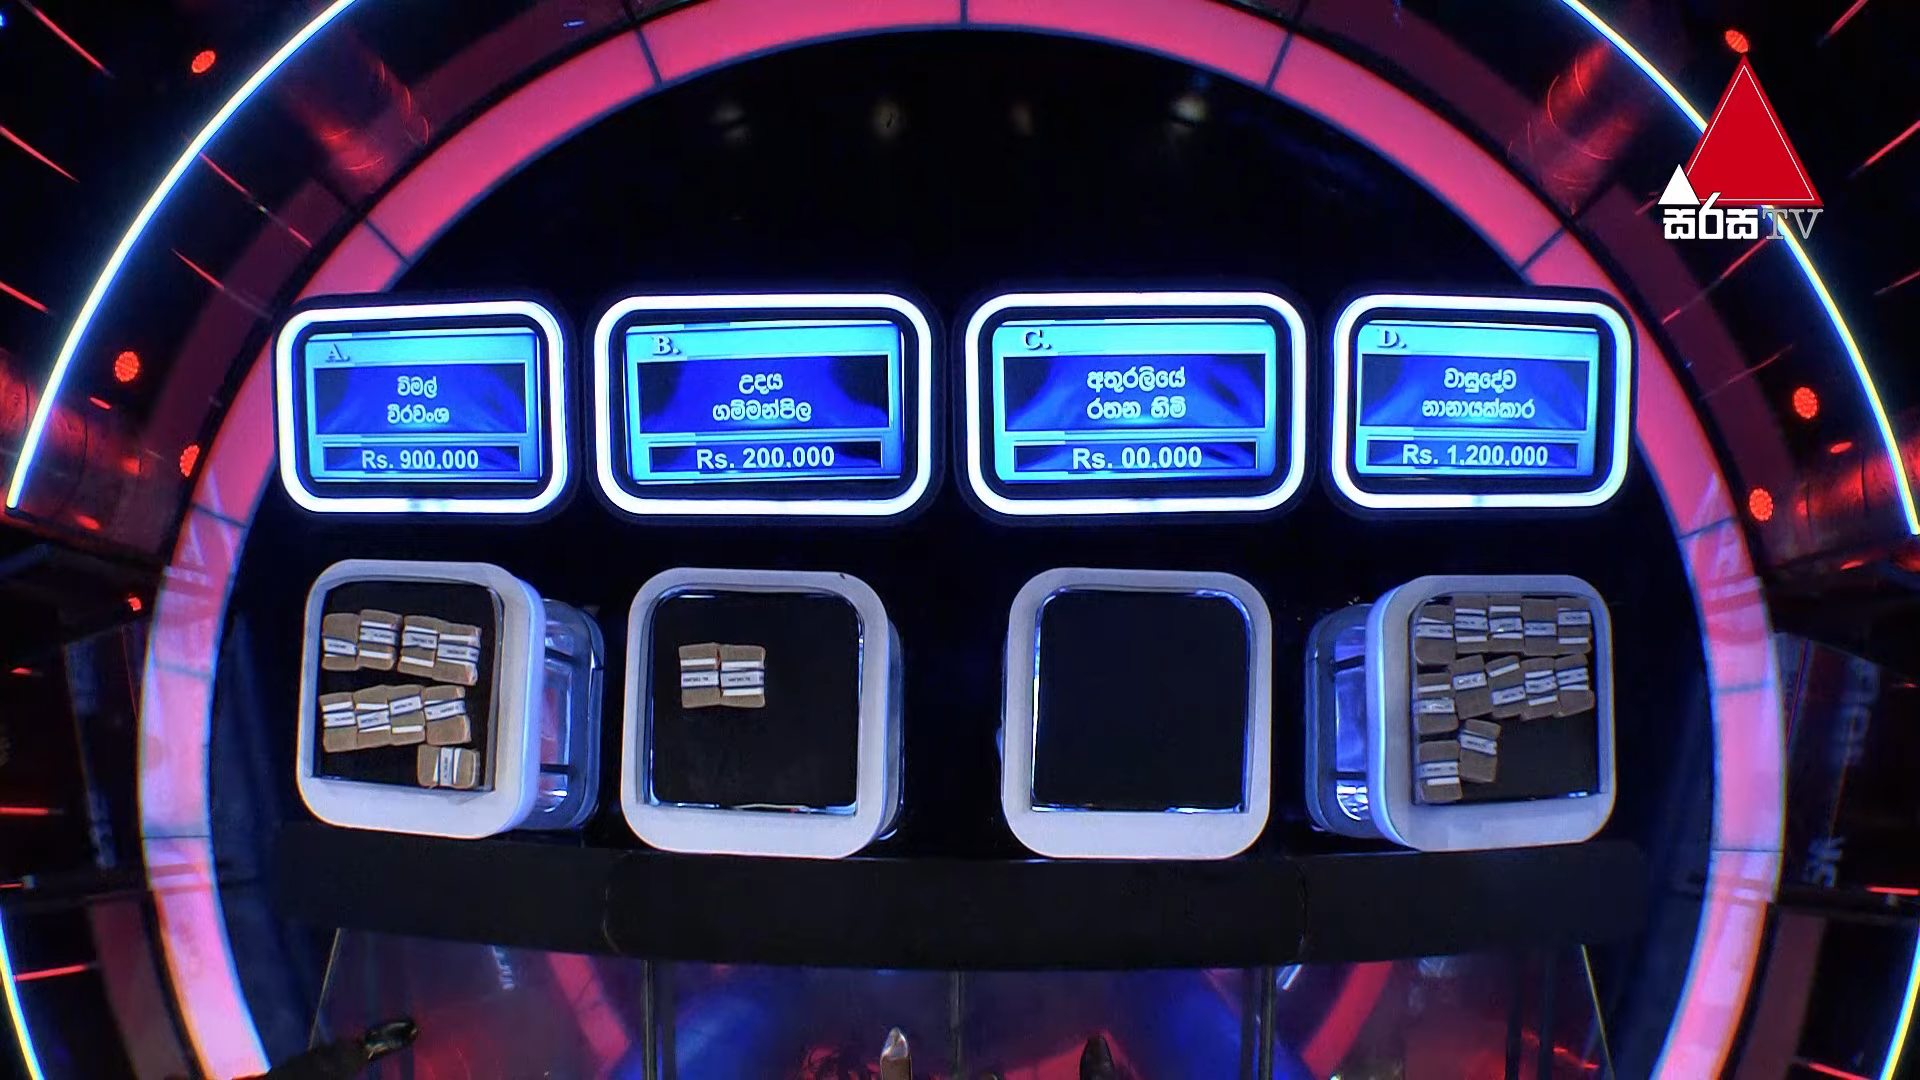 සිරස TV
A.
විමල්
වීරවංශ
Rs. 900,000
B.
උදය
ගම්මන්පිල
Rs. 200,000
C.
අතුරලියේ
රතන හිමි
Rs. 00,000
D.
වාසුදේව
නානායක්කාර
Rs. 1,200,000